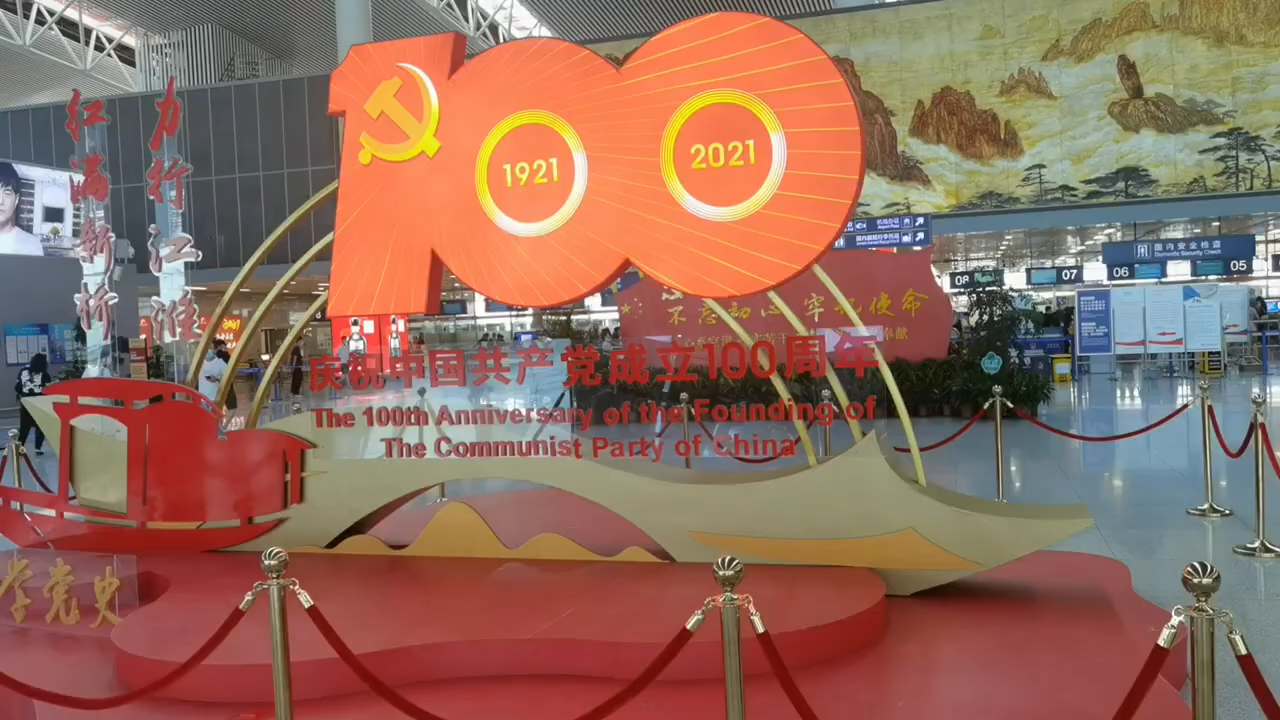 100
1921
2021
红满新桥
力行江淮
国内安全检查
Domestic Security Check
08
07
06
05
不忘初心 牢记使命
庆祝中国共产党成立100周年
The 100th Anniversary of the Founding of
The Communist Party of China
学党史